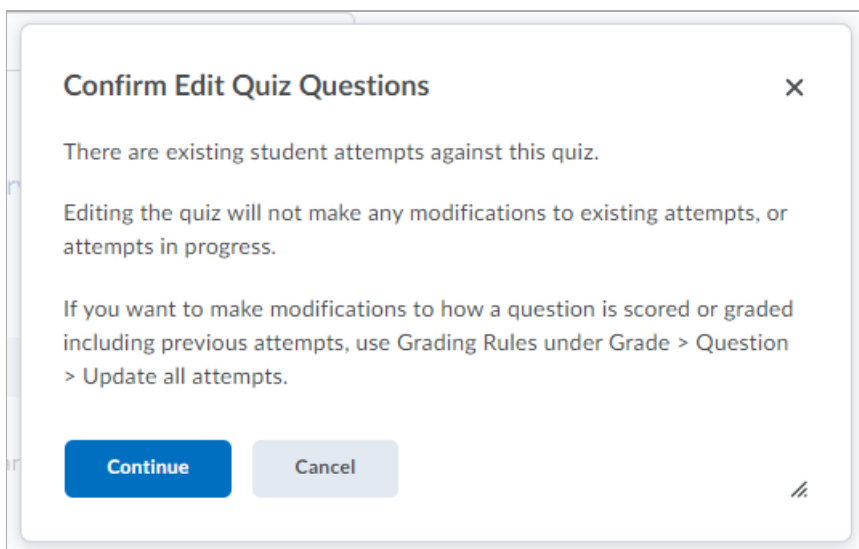 Confirm Edit Quiz Questions
There are existing student attempts against this quiz.
Editing the quiz will not make any modifications to existing attempts, or
attempts in progress.
If you want to make modifications to how a question is scored or graded
including previous attempts, use Grading Rules under Grade > Question
> Update all attempts.
Continue
Cancel